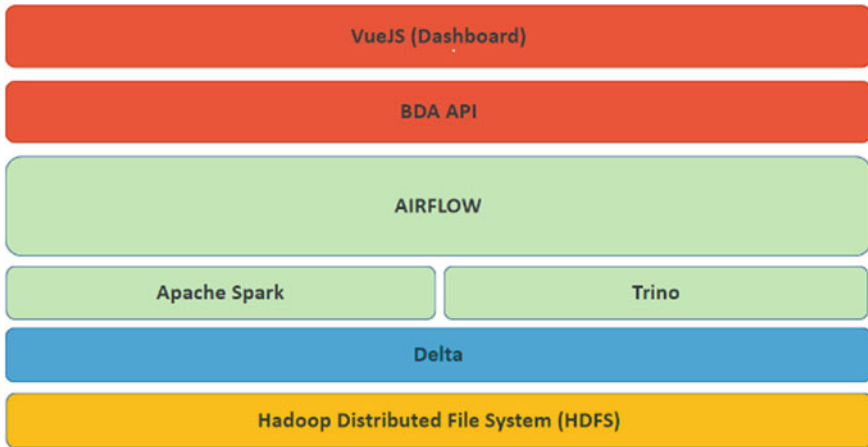 VueJS (Dashboard)
BDA API
AIRFLOW
Apache Spark
Trino
Delta
Hadoop Distributed File System (HDFS)